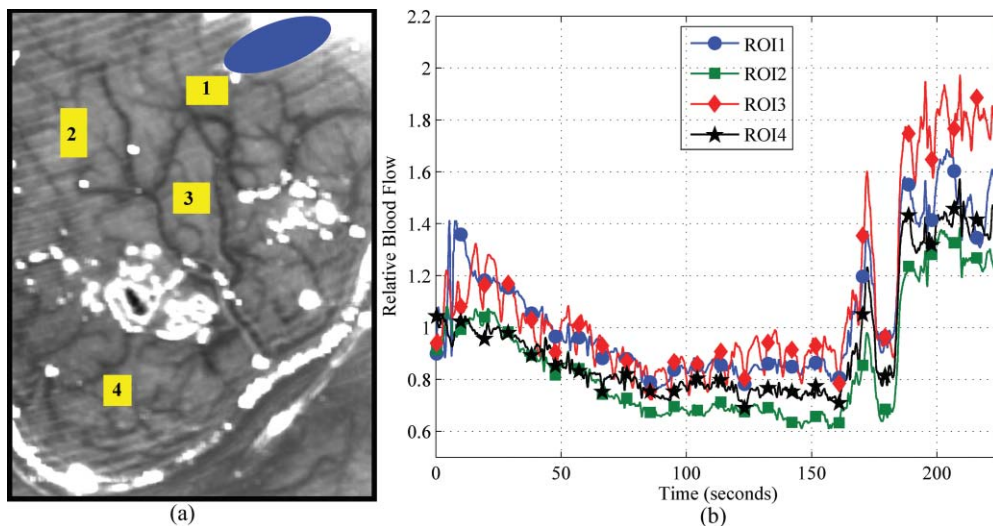 1
2
3
4
(a)
2.2
2
1.8
1.6
1.4
1.2
1
0.8
0.6
Relative Blood Flow
ROI1
ROI2
ROI3
ROI4
0
50
100
150
200
Time (seconds)
(b)